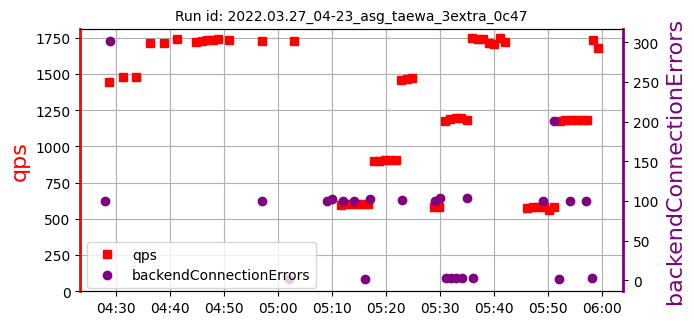 Run id: 2022.03.27_04-23_asg_taewa_3extra_0c47
qps
1750
1500
1250
1000
750
500
250
0
300
250
200
150
100
50
0
backendConnectionErrors
qps
backendConnectionErrors
04:30 04:40 04:50 05:00 05:10 05:20 05:30 05:40 05:50 06:00